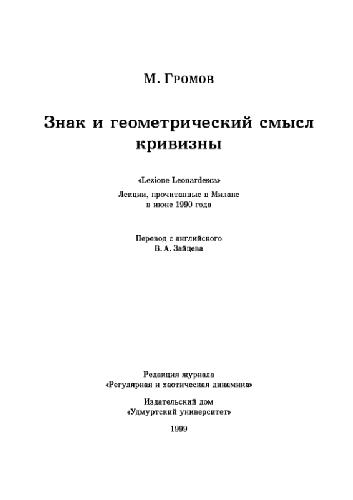 М. Громов
Знак и геометрический смысл
кривизны
«Lezione Leonardesca»
Лекции, прочитанные в Милане
в июне 1990 года
Перевод с английского
В. А. Зайцева
Редакция журнала
«Регулярная и хаотическая динамика»
Издательский дом
«Удмуртский университет»
1999